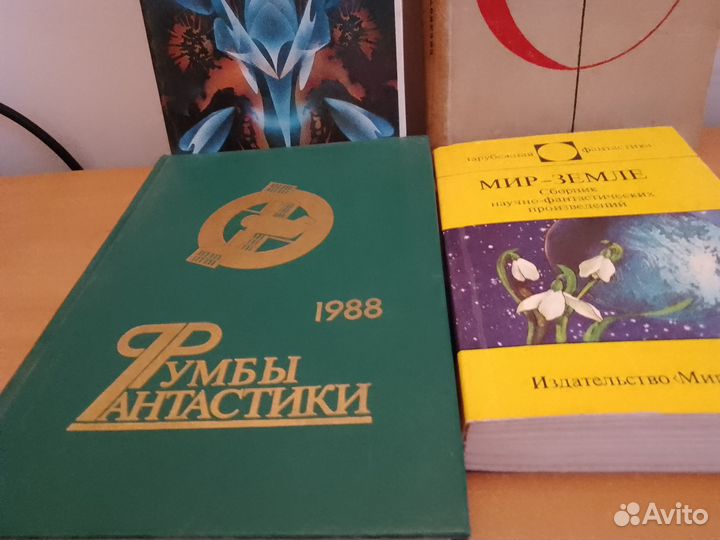 1988
Румбы
Фантастики
зарубежная фантастика
МИР-ЗЕМЛЕ
Сборник
научно-фантастических
произведений
Издательство «Мир
Avito